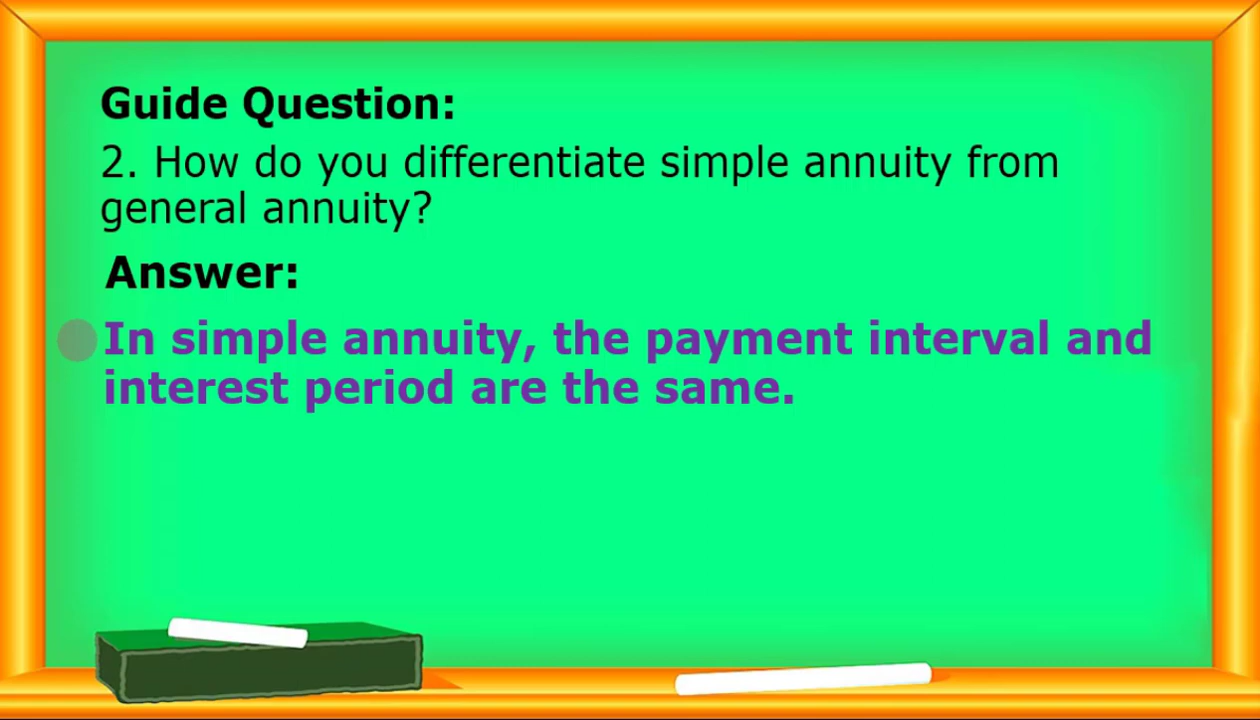 Guide Question:
2. How do you differentiate simple annuity from
general annuity?
Answer:
In simple annuity, the payment interval and
interest period are the same.